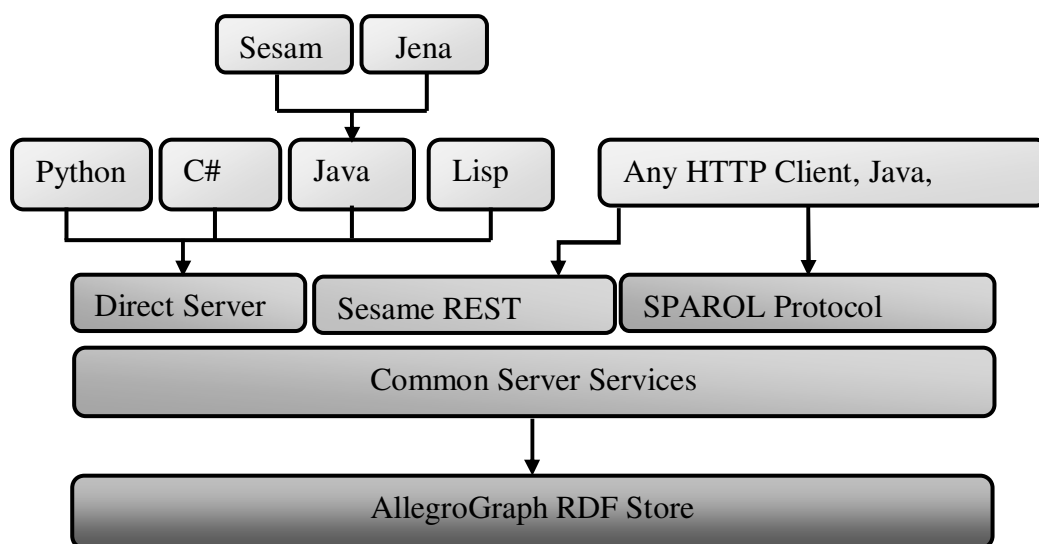 Sesam
Jena
Python
C#
Java
Lisp
Any HTTP Client, Java,
Direct Server
Sesame REST
SPAROL Protocol
Common Server Services
AllegroGraph RDF Store